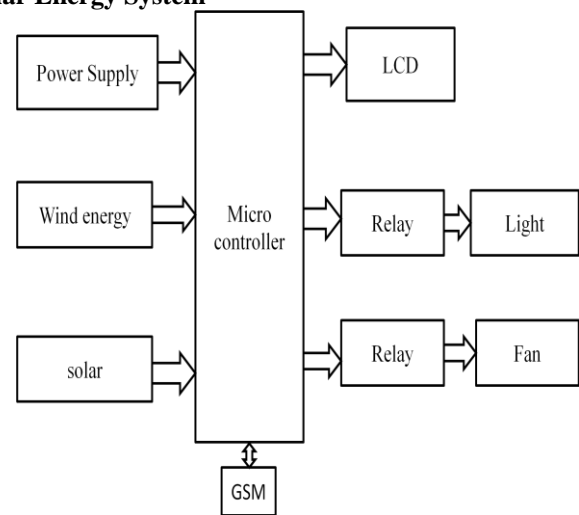 Energy System
Power Supply
LCD
Wind energy
Micro
controller
Relay
Light
solar
Relay
Fan
GSM